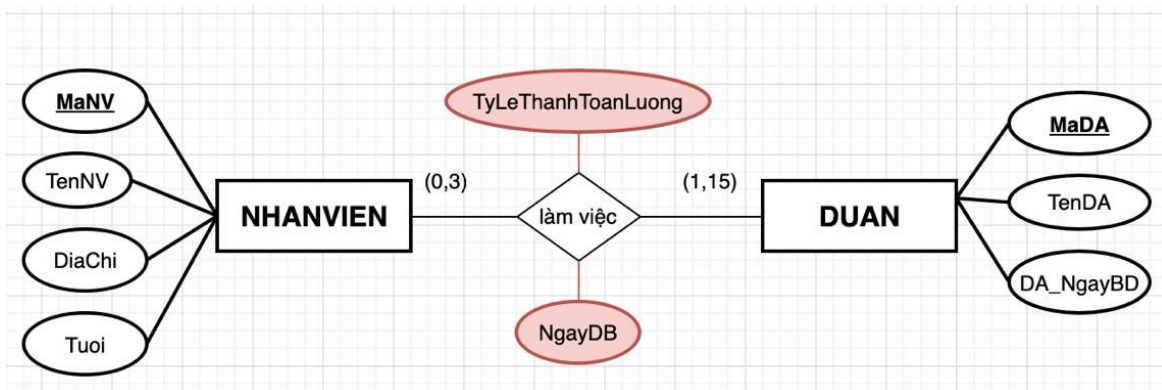 MaNV
TenNV
DiaChi
Tuoi
NHANVIEN
(0,3)
TyLeThanhToanLuong
làm việc
NgayDB
(1,15)
DUAN
MaDA
TenDA
DA_NgayBD